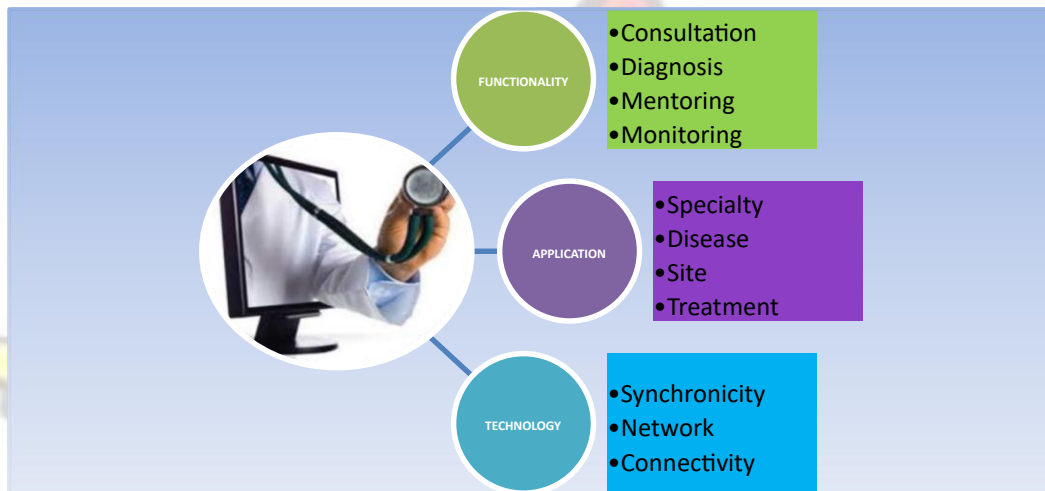 FUNCTIONALITY
•Consultation
•Diagnosis
•Mentoring
•Monitoring
APPLICATION
•Specialty
•Disease
•Site
•Treatment
TECHNOLOGY
•Synchronicity
•Network
•Connectivity